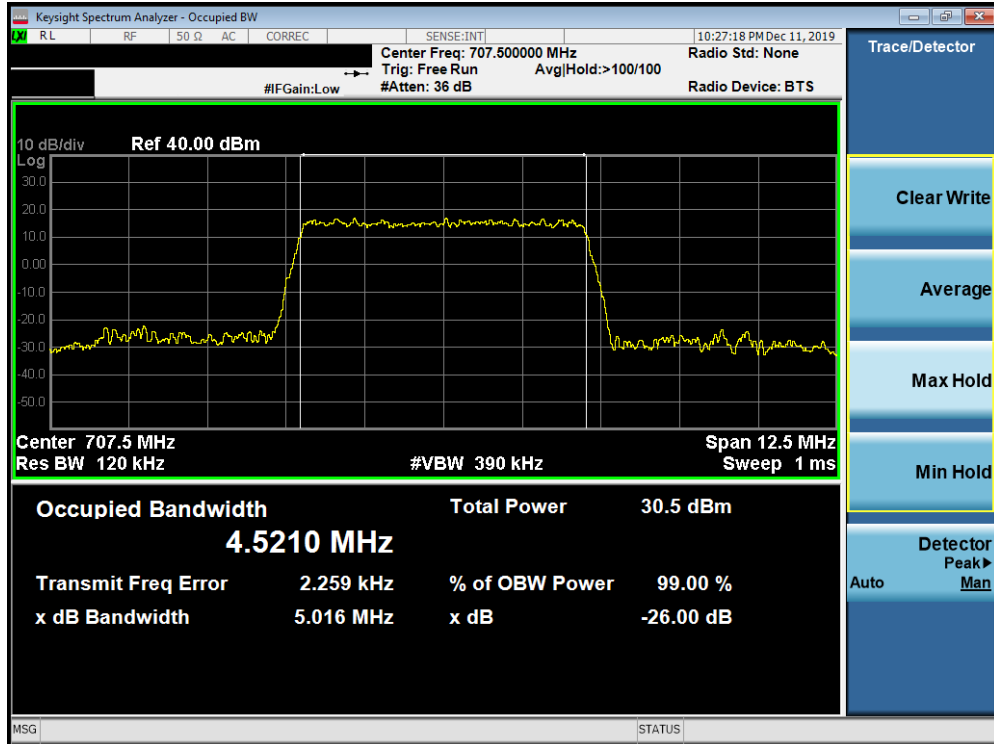 Keysight Spectrum Analyzer - Occupied BW
LXI RL RF 50 Ω AC CORREC SENSE:INT 10:27:18 PM Dec 11, 2019
Center Freq: 707.500000 MHz Radio Std: None
Trig: Free Run Avg|Hold:>100/100
#IFGain:Low #Atten: 36 dB Radio Device: BTS
10 dB/div Ref 40.00 dBm
Log
30.0
20.0
10.0
0.00
-10.0
-20.0
-30.0
-40.0
-50.0
Center 707.5 MHz Span 12.5 MHz
Res BW 120 kHz #VBW 390 kHz Sweep 1 ms
Occupied Bandwidth Total Power 30.5 dBm
4.5210 MHz
Transmit Freq Error 2.259 kHz % of OBW Power 99.00 %
x dB Bandwidth 5.016 MHz x dB -26.00 dB
MSG STATUS
Trace/Detector
Clear Write
Average
Max Hold
Min Hold
Detector
Peak▶
Auto Man